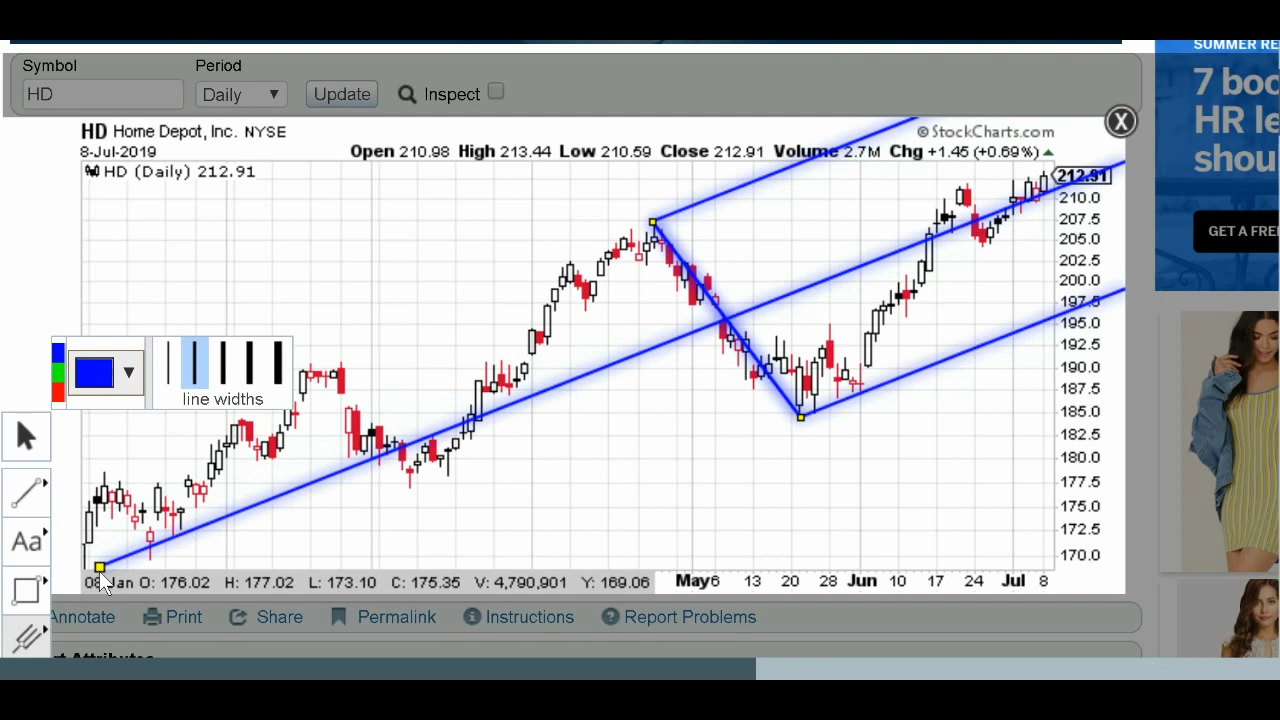 SUMMER RE
Symbol
Period
7 boo
HR le
shou
HD
Daily ▼
Update
Inspect
X
HD Home Depot, Inc. NYSE
© StockCharts.com
8-Jul-2019
Open 210.98 High 213.44 Low 210.59 Close 212.91 Volume 2.7M Chg +1.45 (+0.69%)
HD (Daily) 212.91
212.91
210.0
207.5
205.0
202.5
200.0
197.5
195.0
192.5
190.0
187.5
185.0
182.5
180.0
177.5
175.0
172.5
170.0
GET A FREE
line widths
Aa
08 Jan O: 176.02 H: 177.02 L: 173.10 C: 175.35 V: 4,790,901 Y: 169.06
May6 13 20 28 Jun 10 17 24 Jul 8
Annotate
Print
Share
Permalink
Instructions
Report Problems